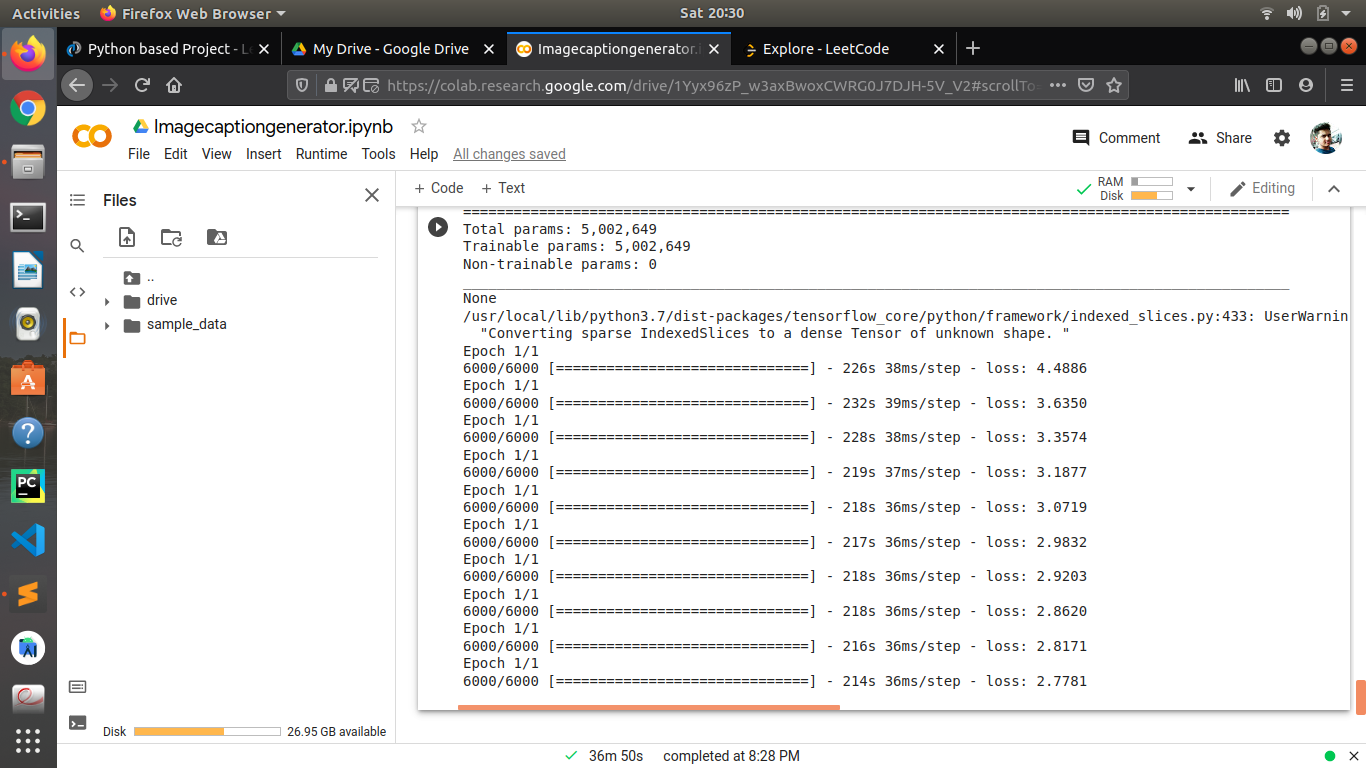 Activities
Firefox Web Browser
Sat 20:30
Python based Project - L
My Drive - Google Drive
Imagecaptiongenerator.i
Explore - LeetCode
https://colab.research.google.com/drive/1Yyx96zP_w3axBwoxCWRG0J7DJH-5V_V2#scrollTo
Imagecaptiongenerator.ipynb
File Edit View Insert Runtime Tools Help All changes saved
Comment
Share
Files
+ Code + Text
RAM
Disk
Editing
..
drive
sample_data
=================================================================================================
Total params: 5,002,649
Trainable params: 5,002,649
Non-trainable params: 0
__________________________________________________________________________________________________
None
/usr/local/lib/python3.7/dist-packages/tensorflow_core/python/framework/indexed_slices.py:433: UserWarnin
"Converting sparse IndexedSlices to a dense Tensor of unknown shape. "
Epoch 1/1
6000/6000 [==============================] - 226s 38ms/step - loss: 4.4886
Epoch 1/1
6000/6000 [==============================] - 232s 39ms/step - loss: 3.6350
Epoch 1/1
6000/6000 [==============================] - 228s 38ms/step - loss: 3.3574
Epoch 1/1
6000/6000 [==============================] - 219s 37ms/step - loss: 3.1877
Epoch 1/1
6000/6000 [==============================] - 218s 36ms/step - loss: 3.0719
Epoch 1/1
6000/6000 [==============================] - 217s 36ms/step - loss: 2.9832
Epoch 1/1
6000/6000 [==============================] - 218s 36ms/step - loss: 2.9203
Epoch 1/1
6000/6000 [==============================] - 218s 36ms/step - loss: 2.8620
Epoch 1/1
6000/6000 [==============================] - 216s 36ms/step - loss: 2.8171
Epoch 1/1
6000/6000 [==============================] - 214s 36ms/step - loss: 2.7781
Disk
26.95 GB available
36m 50s completed at 8:28 PM
PC